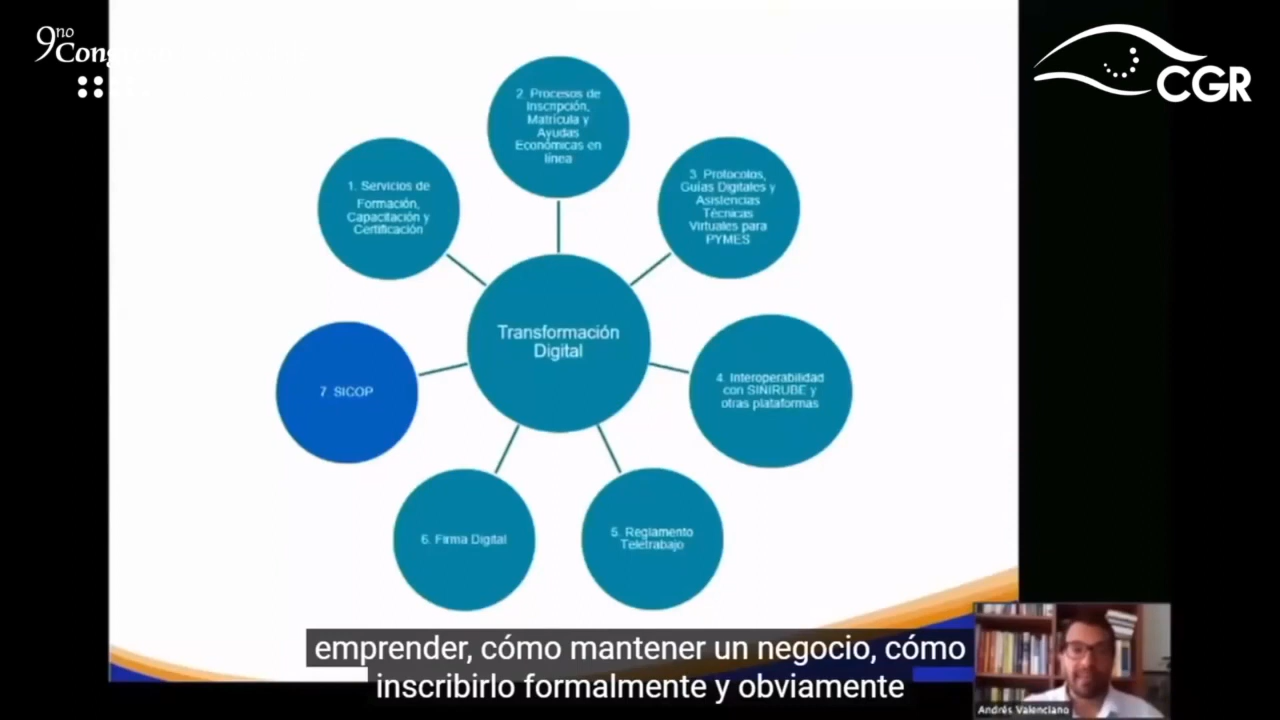 9no
Cong
CGR
2. Procesos de
Inscripción,
Matrícula y
Ayudas
Económicas en
línea
1. Servicios de
Formación,
Capacitación y
Certificación
3. Protocolos,
Guías Digitales y
Asistencias
Técnicas
Virtuales para
PYMES
Transformación
Digital
7. SICOP
4. Interoperabilidad
con SINIRUBE y
otras plataformas
6. Firma Digital
5. Reglamento
Teletrabajo
emprender, cómo mantener un negocio, cómo
inscribirlo formalmente y obviamente
Andrés Valenciano